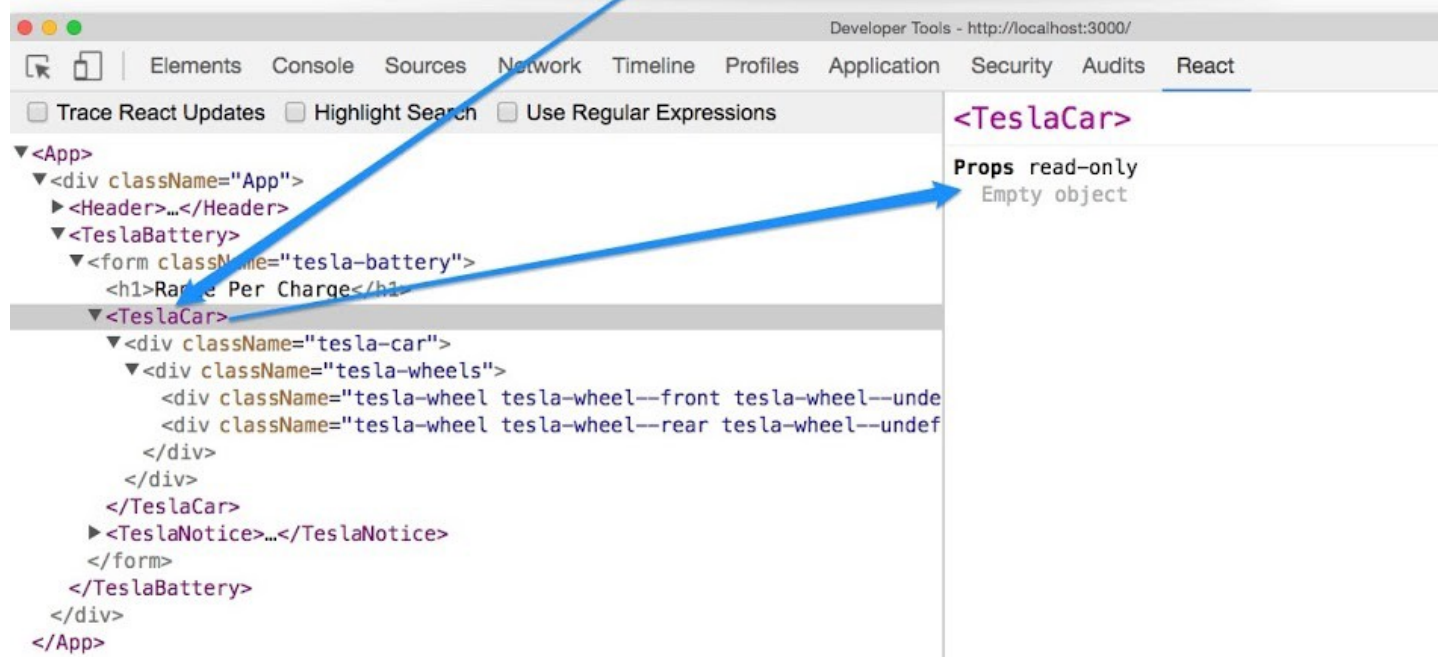 Developer Tools - http://localhost:3000/
Elements Console Sources Network Timeline Profiles Application Security Audits React
Trace React Updates Highlight Search Use Regular Expressions
<App>
<div className="App">
<Header>…</Header>
<TeslaBattery>
<form className="tesla-battery">
<h1>Range Per Charge</h1>
<TeslaCar>
<div className="tesla-car">
<div className="tesla-wheels">
<div className="tesla-wheel tesla-wheel--front tesla-wheel--unde
<div className="tesla-wheel tesla-wheel--rear tesla-wheel--undef
</div>
</div>
</TeslaCar>
<TeslaNotice>…</TeslaNotice>
</form>
</TeslaBattery>
</div>
</App>
<TeslaCar>
Props read-only
Empty object